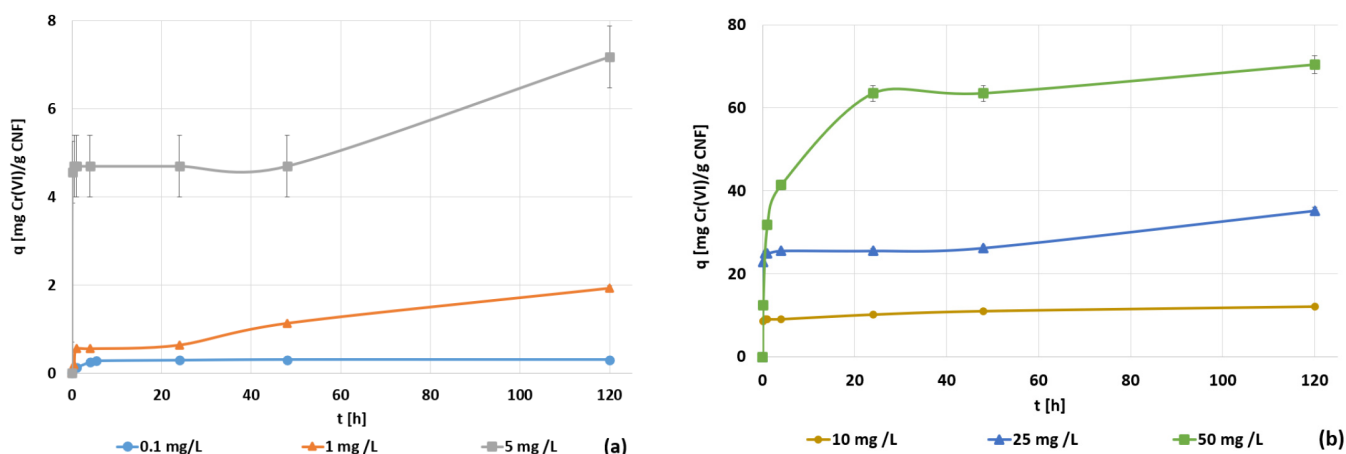 8
6
4
2
0
q [mg Cr(VI)/g CNF]
0 20 40 60 80 100 120
t [h]
0.1 mg/L 1 mg /L 5 mg /L (a)
80
60
40
20
0
q [mg Cr(VI)/g CNF]
0 20 40 60 80 100 120
t [h]
10 mg /L 25 mg /L 50 mg /L (b)